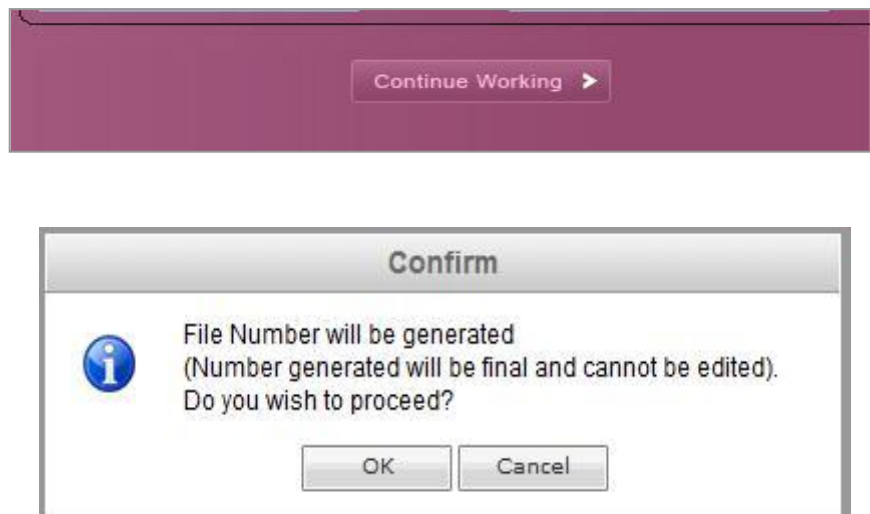 Continue Working
Confirm
File Number will be generated
(Number generated will be final and cannot be edited).
Do you wish to proceed?
OK
Cancel